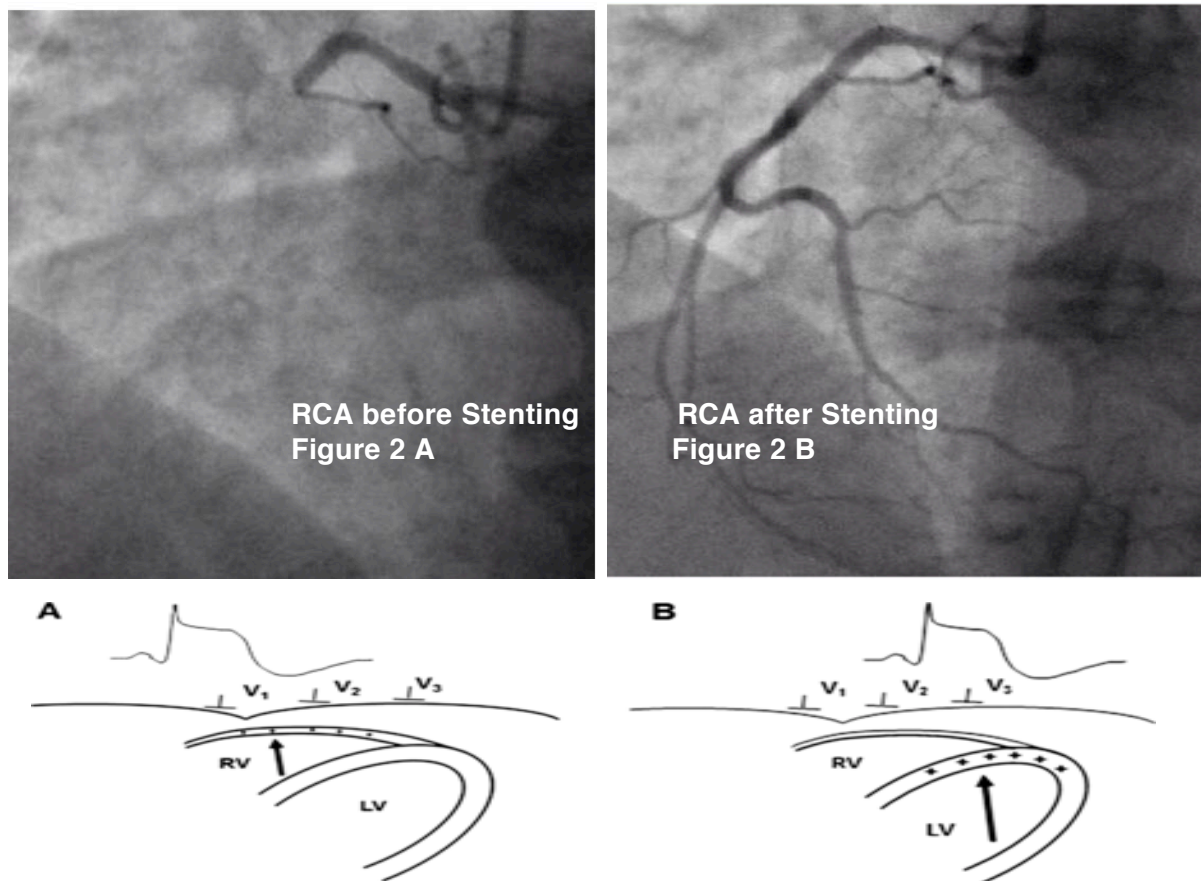 RCA before Stenting
Figure 2 A
RCA after Stenting
Figure 2 B
A
V1
V2
V3
RV
LV
B
V1
V2
V3
RV
LV